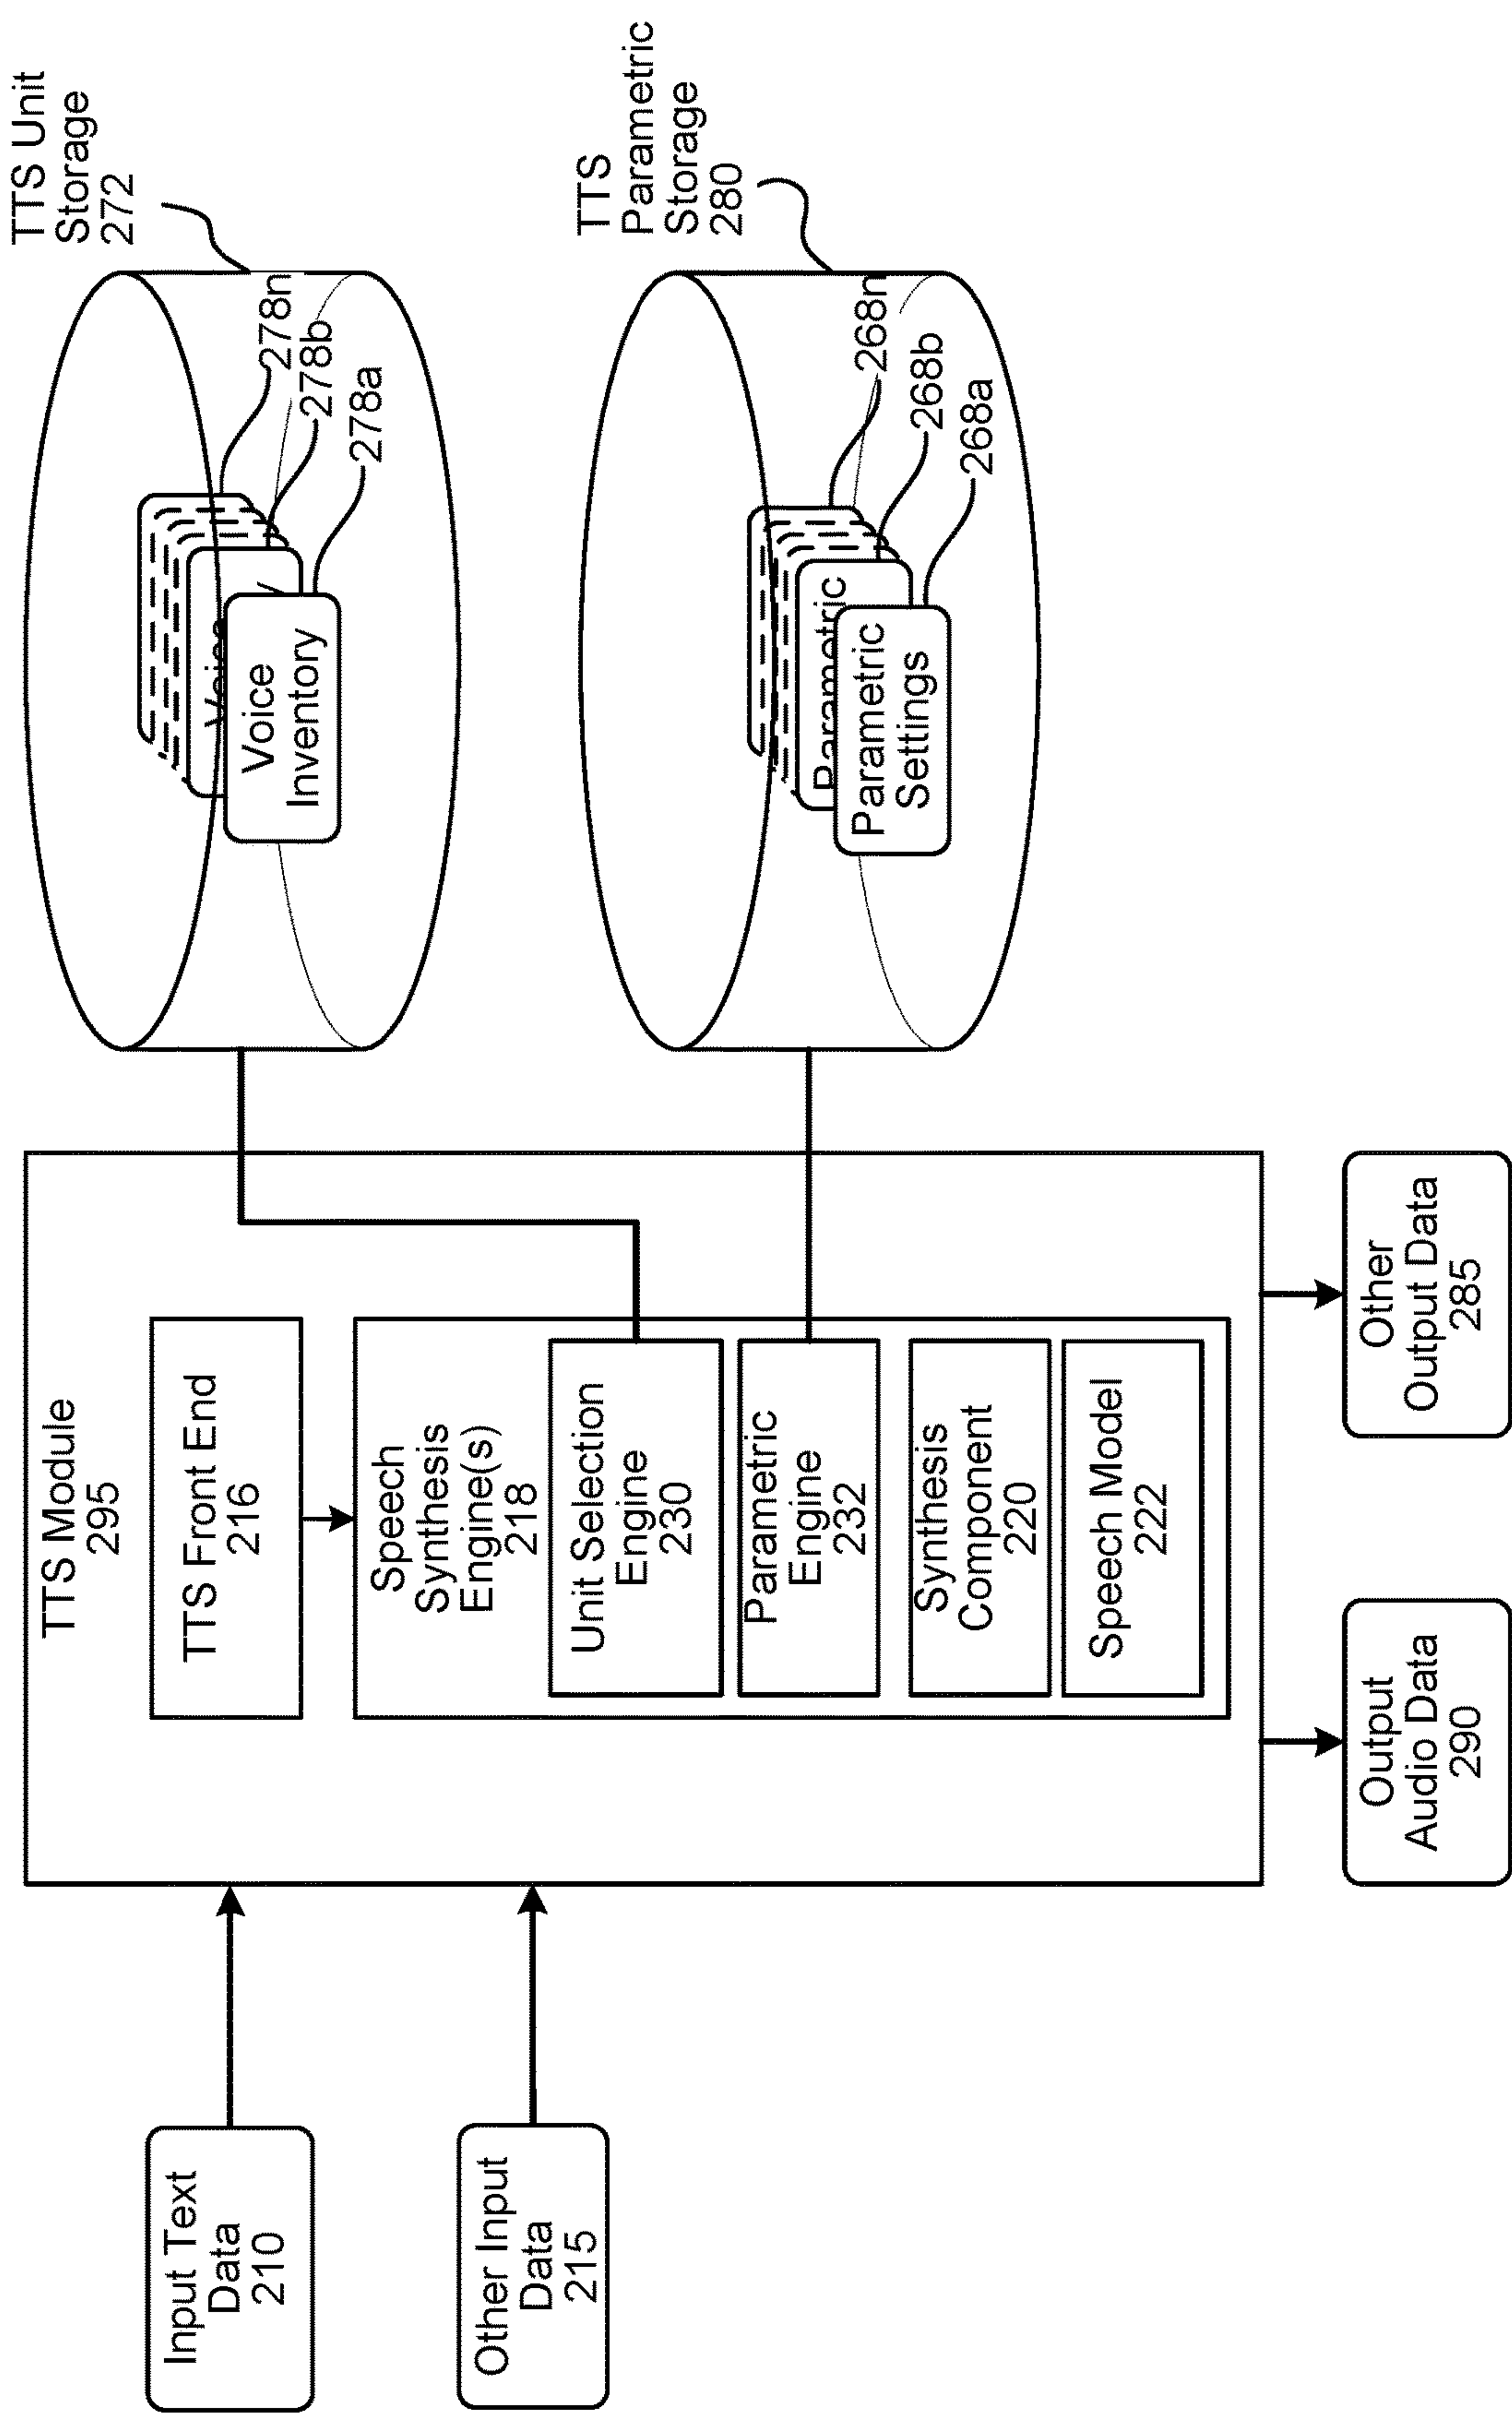 TTS Module
295
TTS Unit
Storage
272
Input Text
Data
210
TTS Front End
216
278n
278b
278a
Voice
Voice
Inventory
Other Input
Data
215
Speech
Synthesis
Engine(s)
218
Unit Selection
Engine
230
Parametric
Engine
232
Synthesis
Component
220
Speech Model
222
TTS
Parametric
Storage
280
268n
268b
268a
Parametric
Parametric
Settings
Output
Audio Data
290
Other
Output Data
285